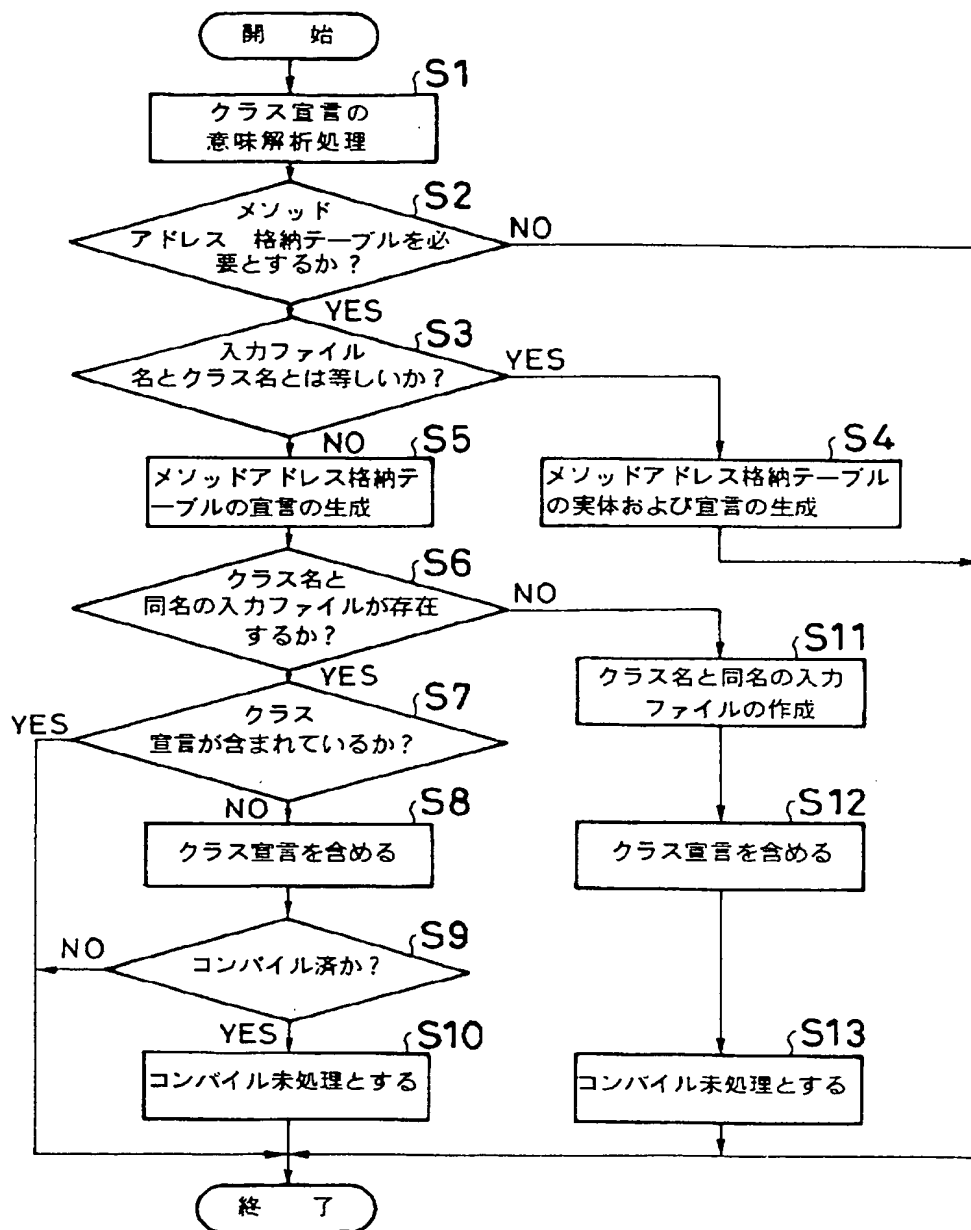 開 始
S1
クラス宣言の
意味解析処理
S2
メソッド
アドレス 格納テーブルを必
要とするか？
NO
YES
S3
入力ファイル
名とクラス名とは等しいか？
YES
NO
S5
メソッドアドレス格納テ
ーブルの宣言の生成
S4
メソッドアドレス格納テーブル
の実体および宣言の生成
S6
クラス名と
同名の入力ファイルが存在
するか？
NO
YES
S11
クラス名と同名の入力
ファイルの作成
S7
クラス
宣言が含まれているか？
YES
NO
S8
クラス宣言を含める
S12
クラス宣言を含める
S9
コンパイル済か？
NO
YES
S10
コンパイル未処理とする
S13
コンパイル未処理とする
終 了